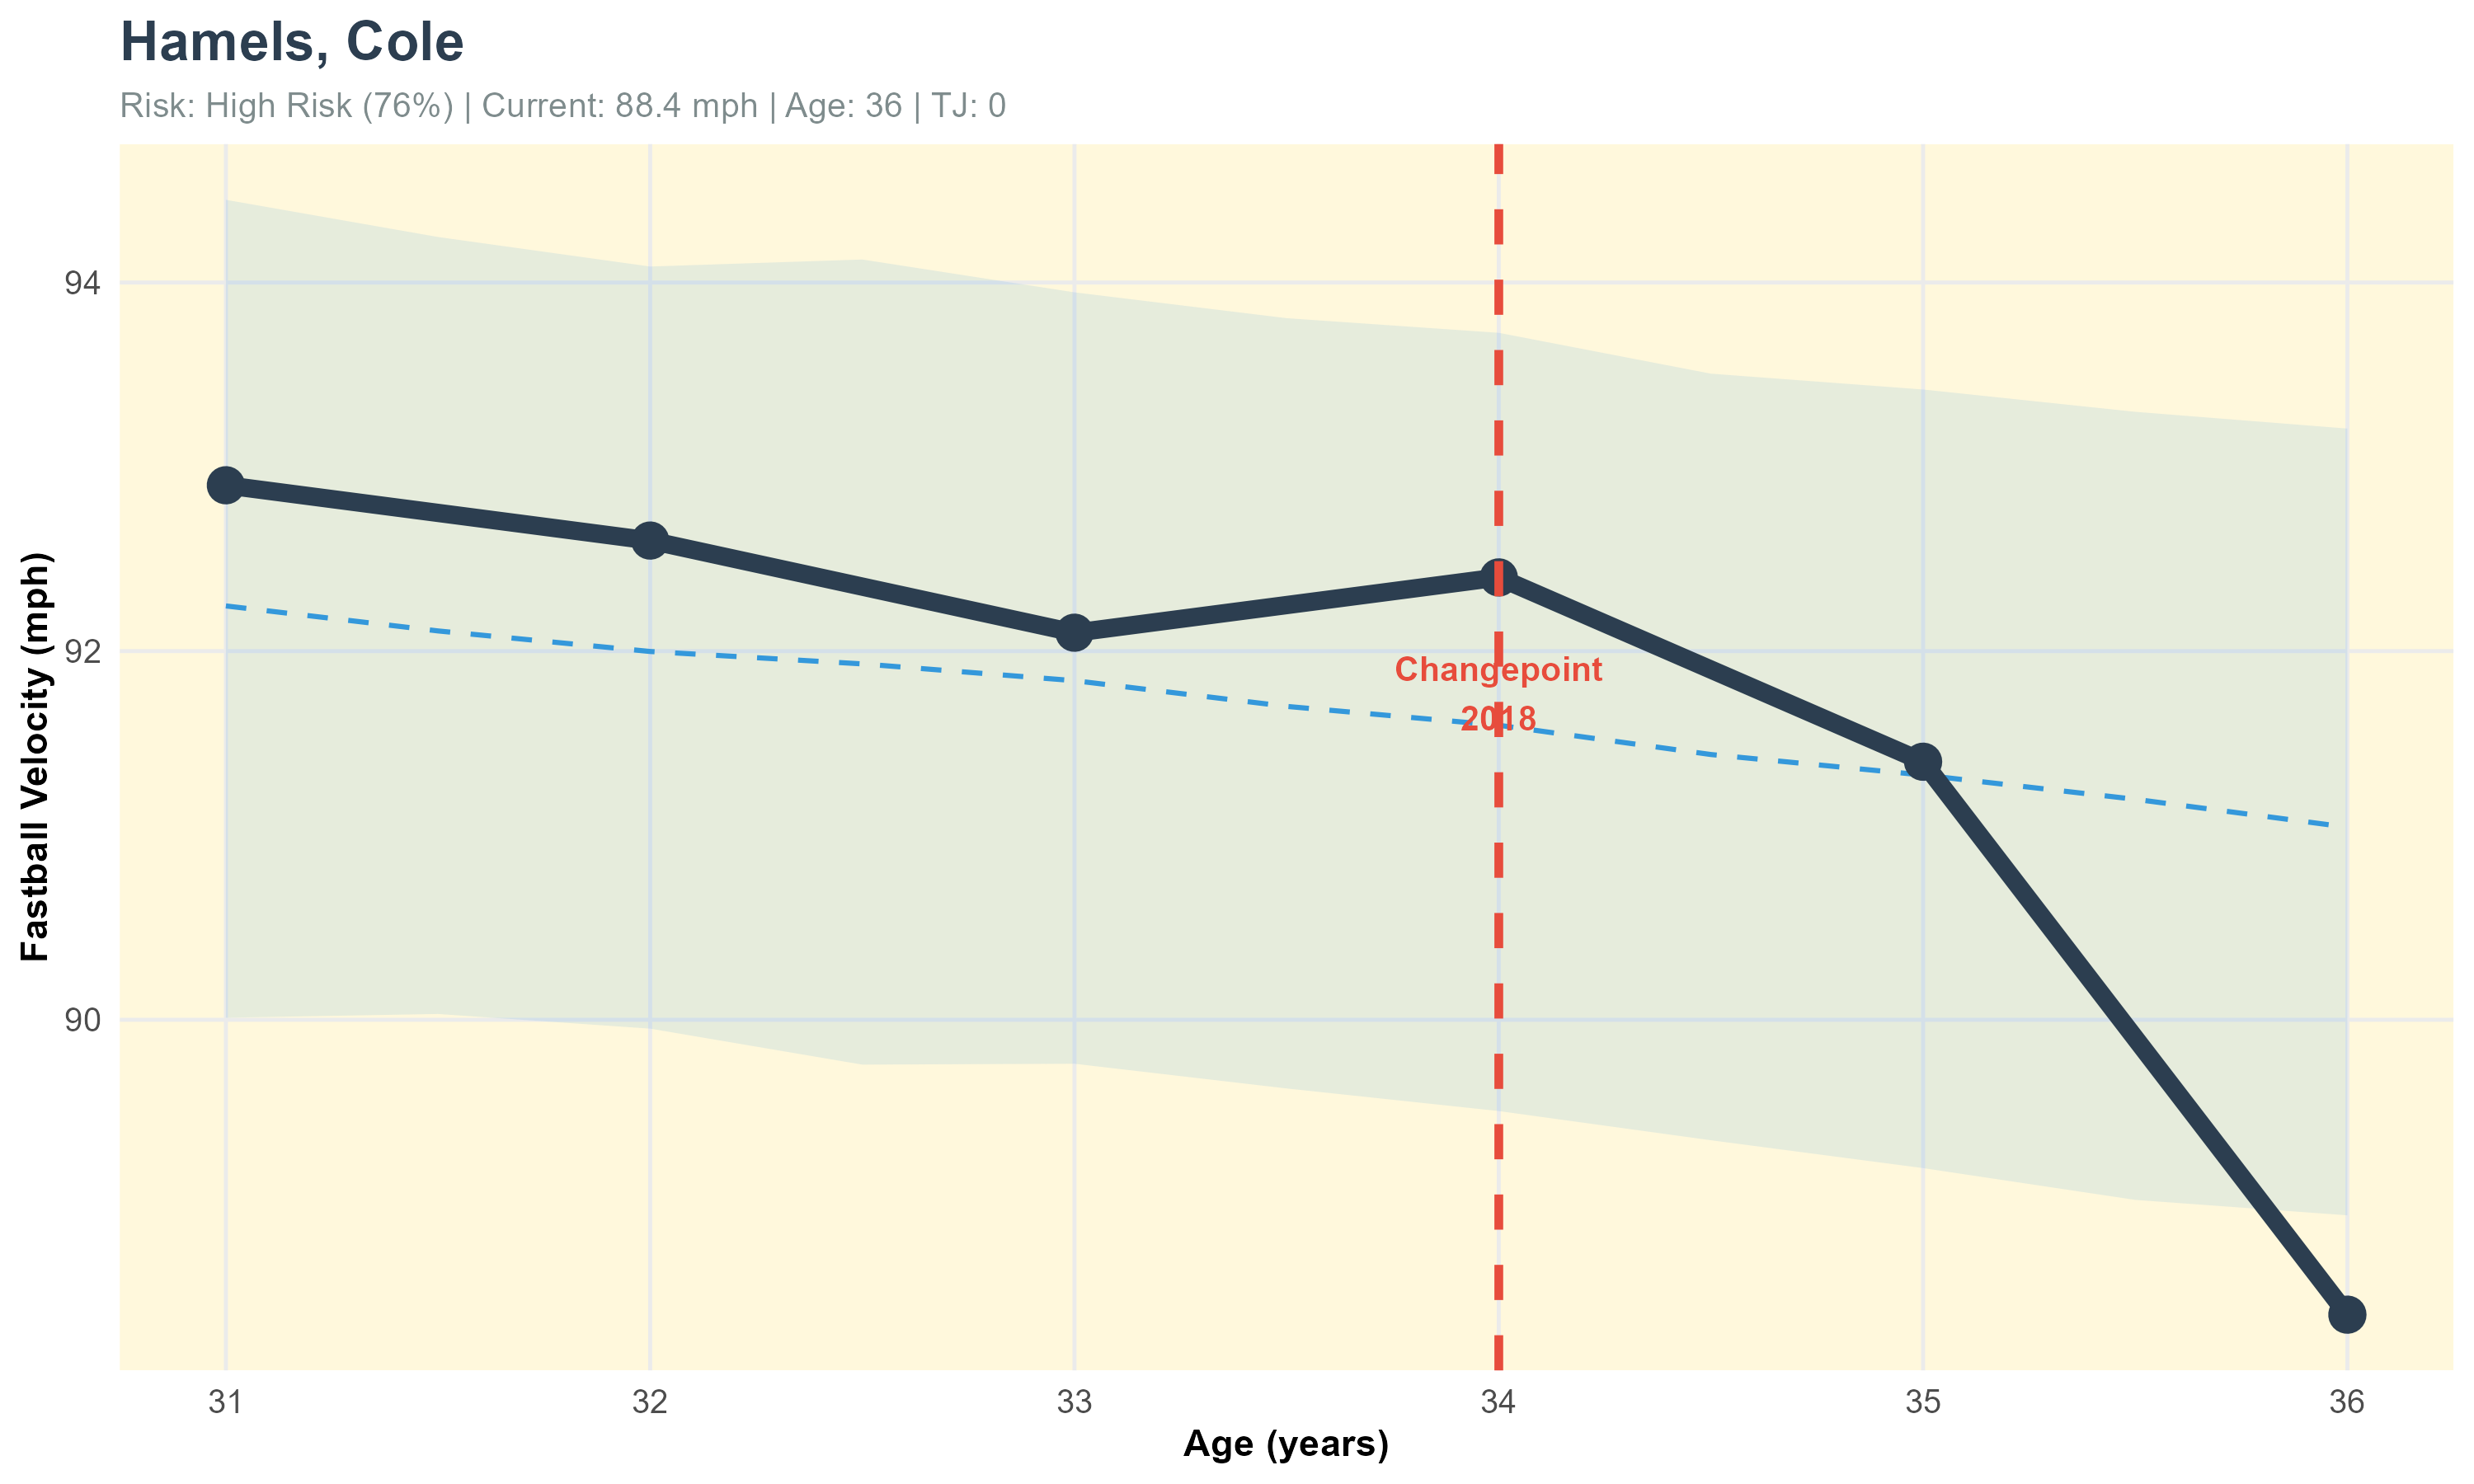 Hamels, Cole
Risk: High Risk (76%) | Current: 88.4 mph | Age: 36 | TJ: 0
Fastball Velocity (mph)
94
92
90
Changepoint
2018
31
32
33
34
35
36
Age (years)